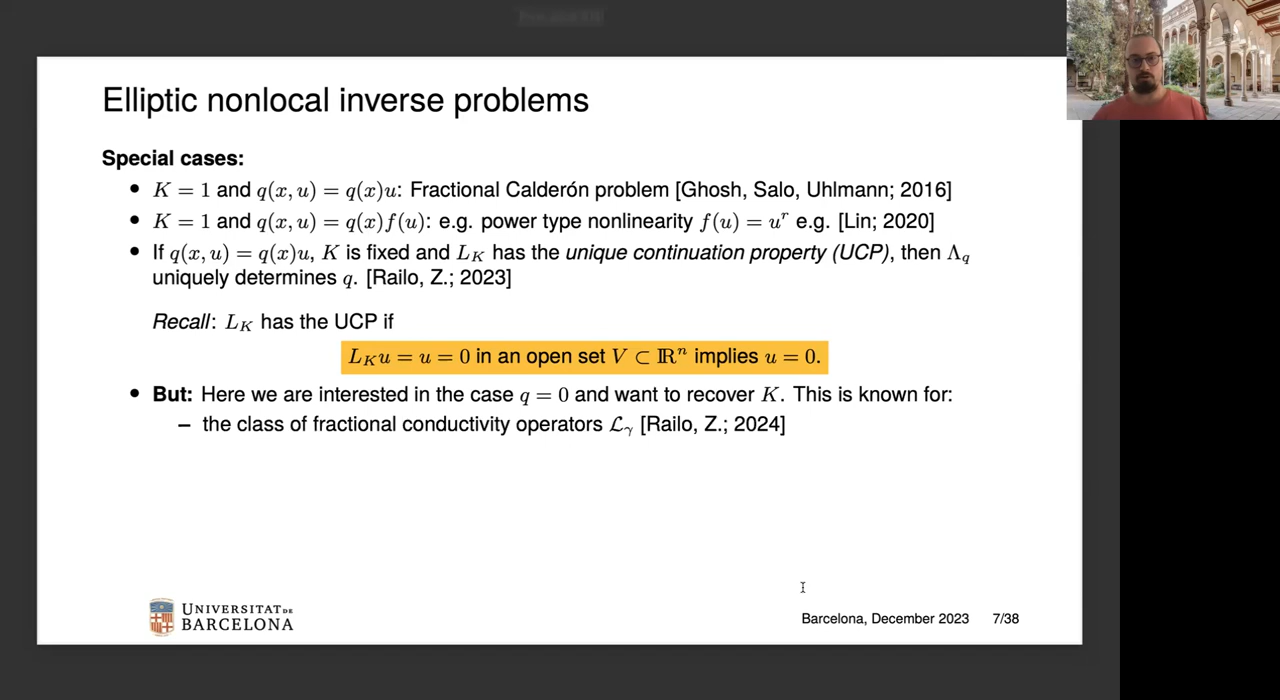 Elliptic nonlocal inverse problems
Special cases:
• K = 1 and q(x, u) = q(x)u: Fractional Calderón problem [Ghosh, Salo, Uhlmann; 2016]
• K = 1 and q(x, u) = q(x)f(u): e.g. power type nonlinearity f(u) = uʳ e.g. [Lin; 2020]
• If q(x, u) = q(x)u, K is fixed and L_K has the unique continuation property (UCP), then Λ_q
uniquely determines q. [Railo, Z.; 2023]
Recall: L_K has the UCP if
L_K u = u = 0 in an open set V ⊂ ℝⁿ implies u = 0.
• But: Here we are interested in the case q = 0 and want to recover K. This is known for:
– the class of fractional conductivity operators ℒ_γ [Railo, Z.; 2024]
UNIVERSITAT DE
BARCELONA
Barcelona, December 2023 7/38